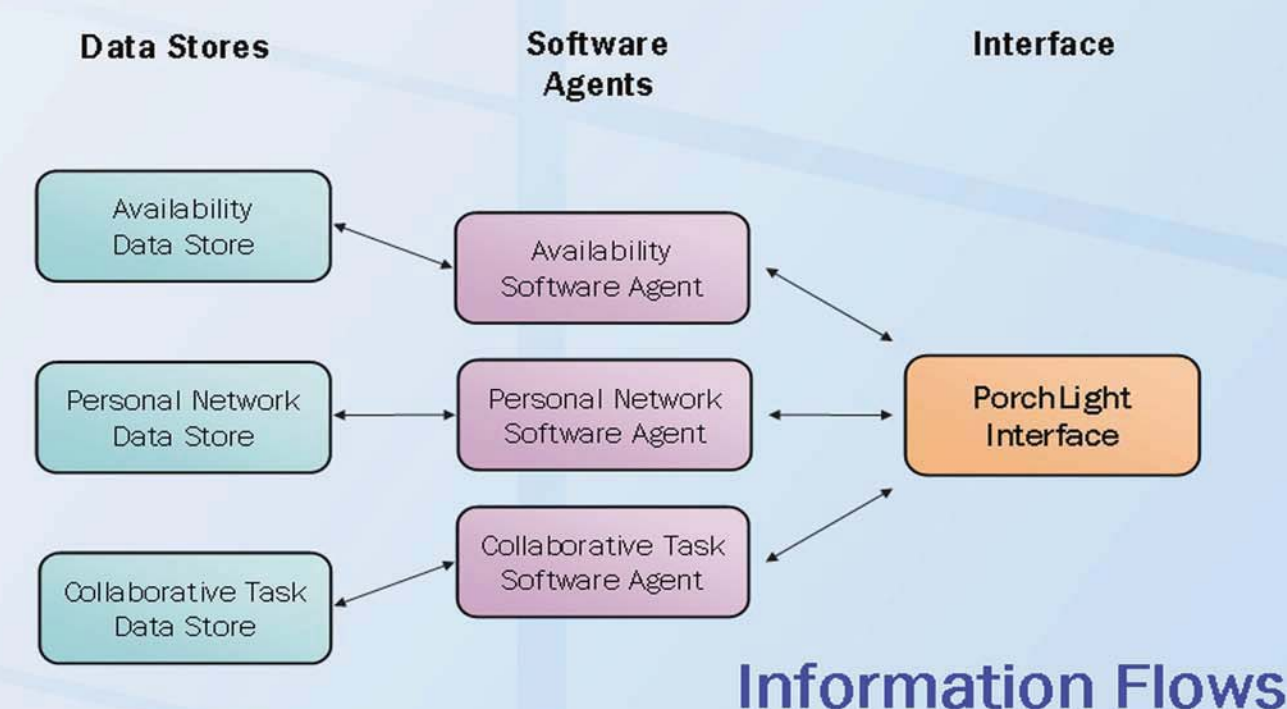 Data Stores
Software
Agents
Interface
Availability
Data Store
Availability
Software Agent
Personal Network
Data Store
Personal Network
Software Agent
PorchLight
Interface
Collaborative Task
Data Store
Collaborative Task
Software Agent
Information Flows